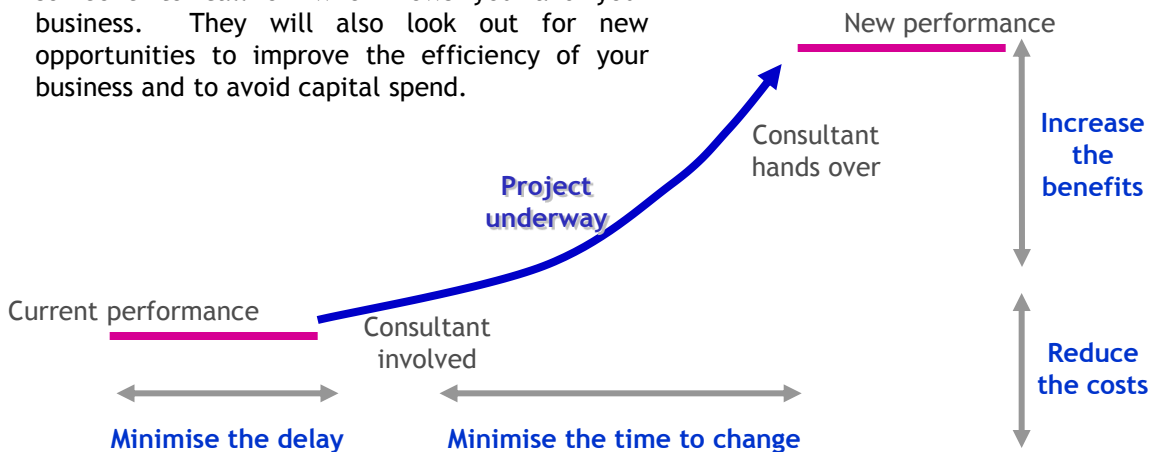 business. They will also look out for new
opportunities to improve the efficiency of your
business and to avoid capital spend.
New performance
Increase
the
benefits
Consultant
hands over
Project
underway
Current performance
Consultant
involved
Reduce
the costs
Minimise the delay
Minimise the time to change